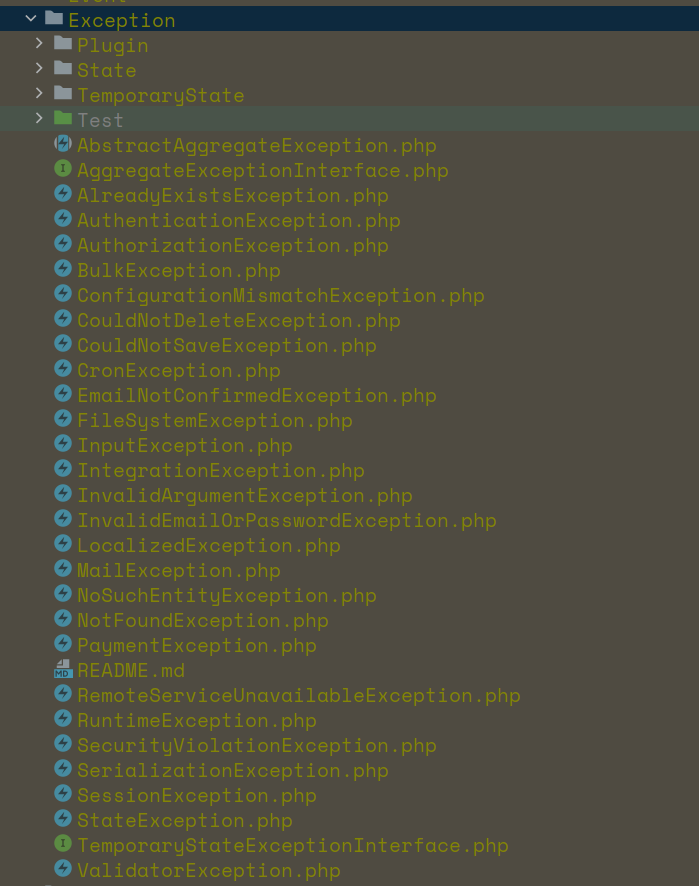 Exception
Plugin
State
TemporaryState
Test
AbstractAggregateException.php
I AggregateExceptionInterface.php
AlreadyExistsException.php
AuthenticationException.php
AuthorizationException.php
BulkException.php
ConfigurationMismatchException.php
CouldNotDeleteException.php
CouldNotSaveException.php
CronException.php
EmailNotConfirmedException.php
FileSystemException.php
InputException.php
IntegrationException.php
InvalidArgumentException.php
InvalidEmailOrPasswordException.php
LocalizedException.php
MailException.php
NoSuchEntityException.php
NotFoundException.php
PaymentException.php
MD README.md
RemoteServiceUnavailableException.php
RuntimeException.php
SecurityViolationException.php
SerializationException.php
SessionException.php
StateException.php
I TemporaryStateExceptionInterface.php
ValidatorException.php